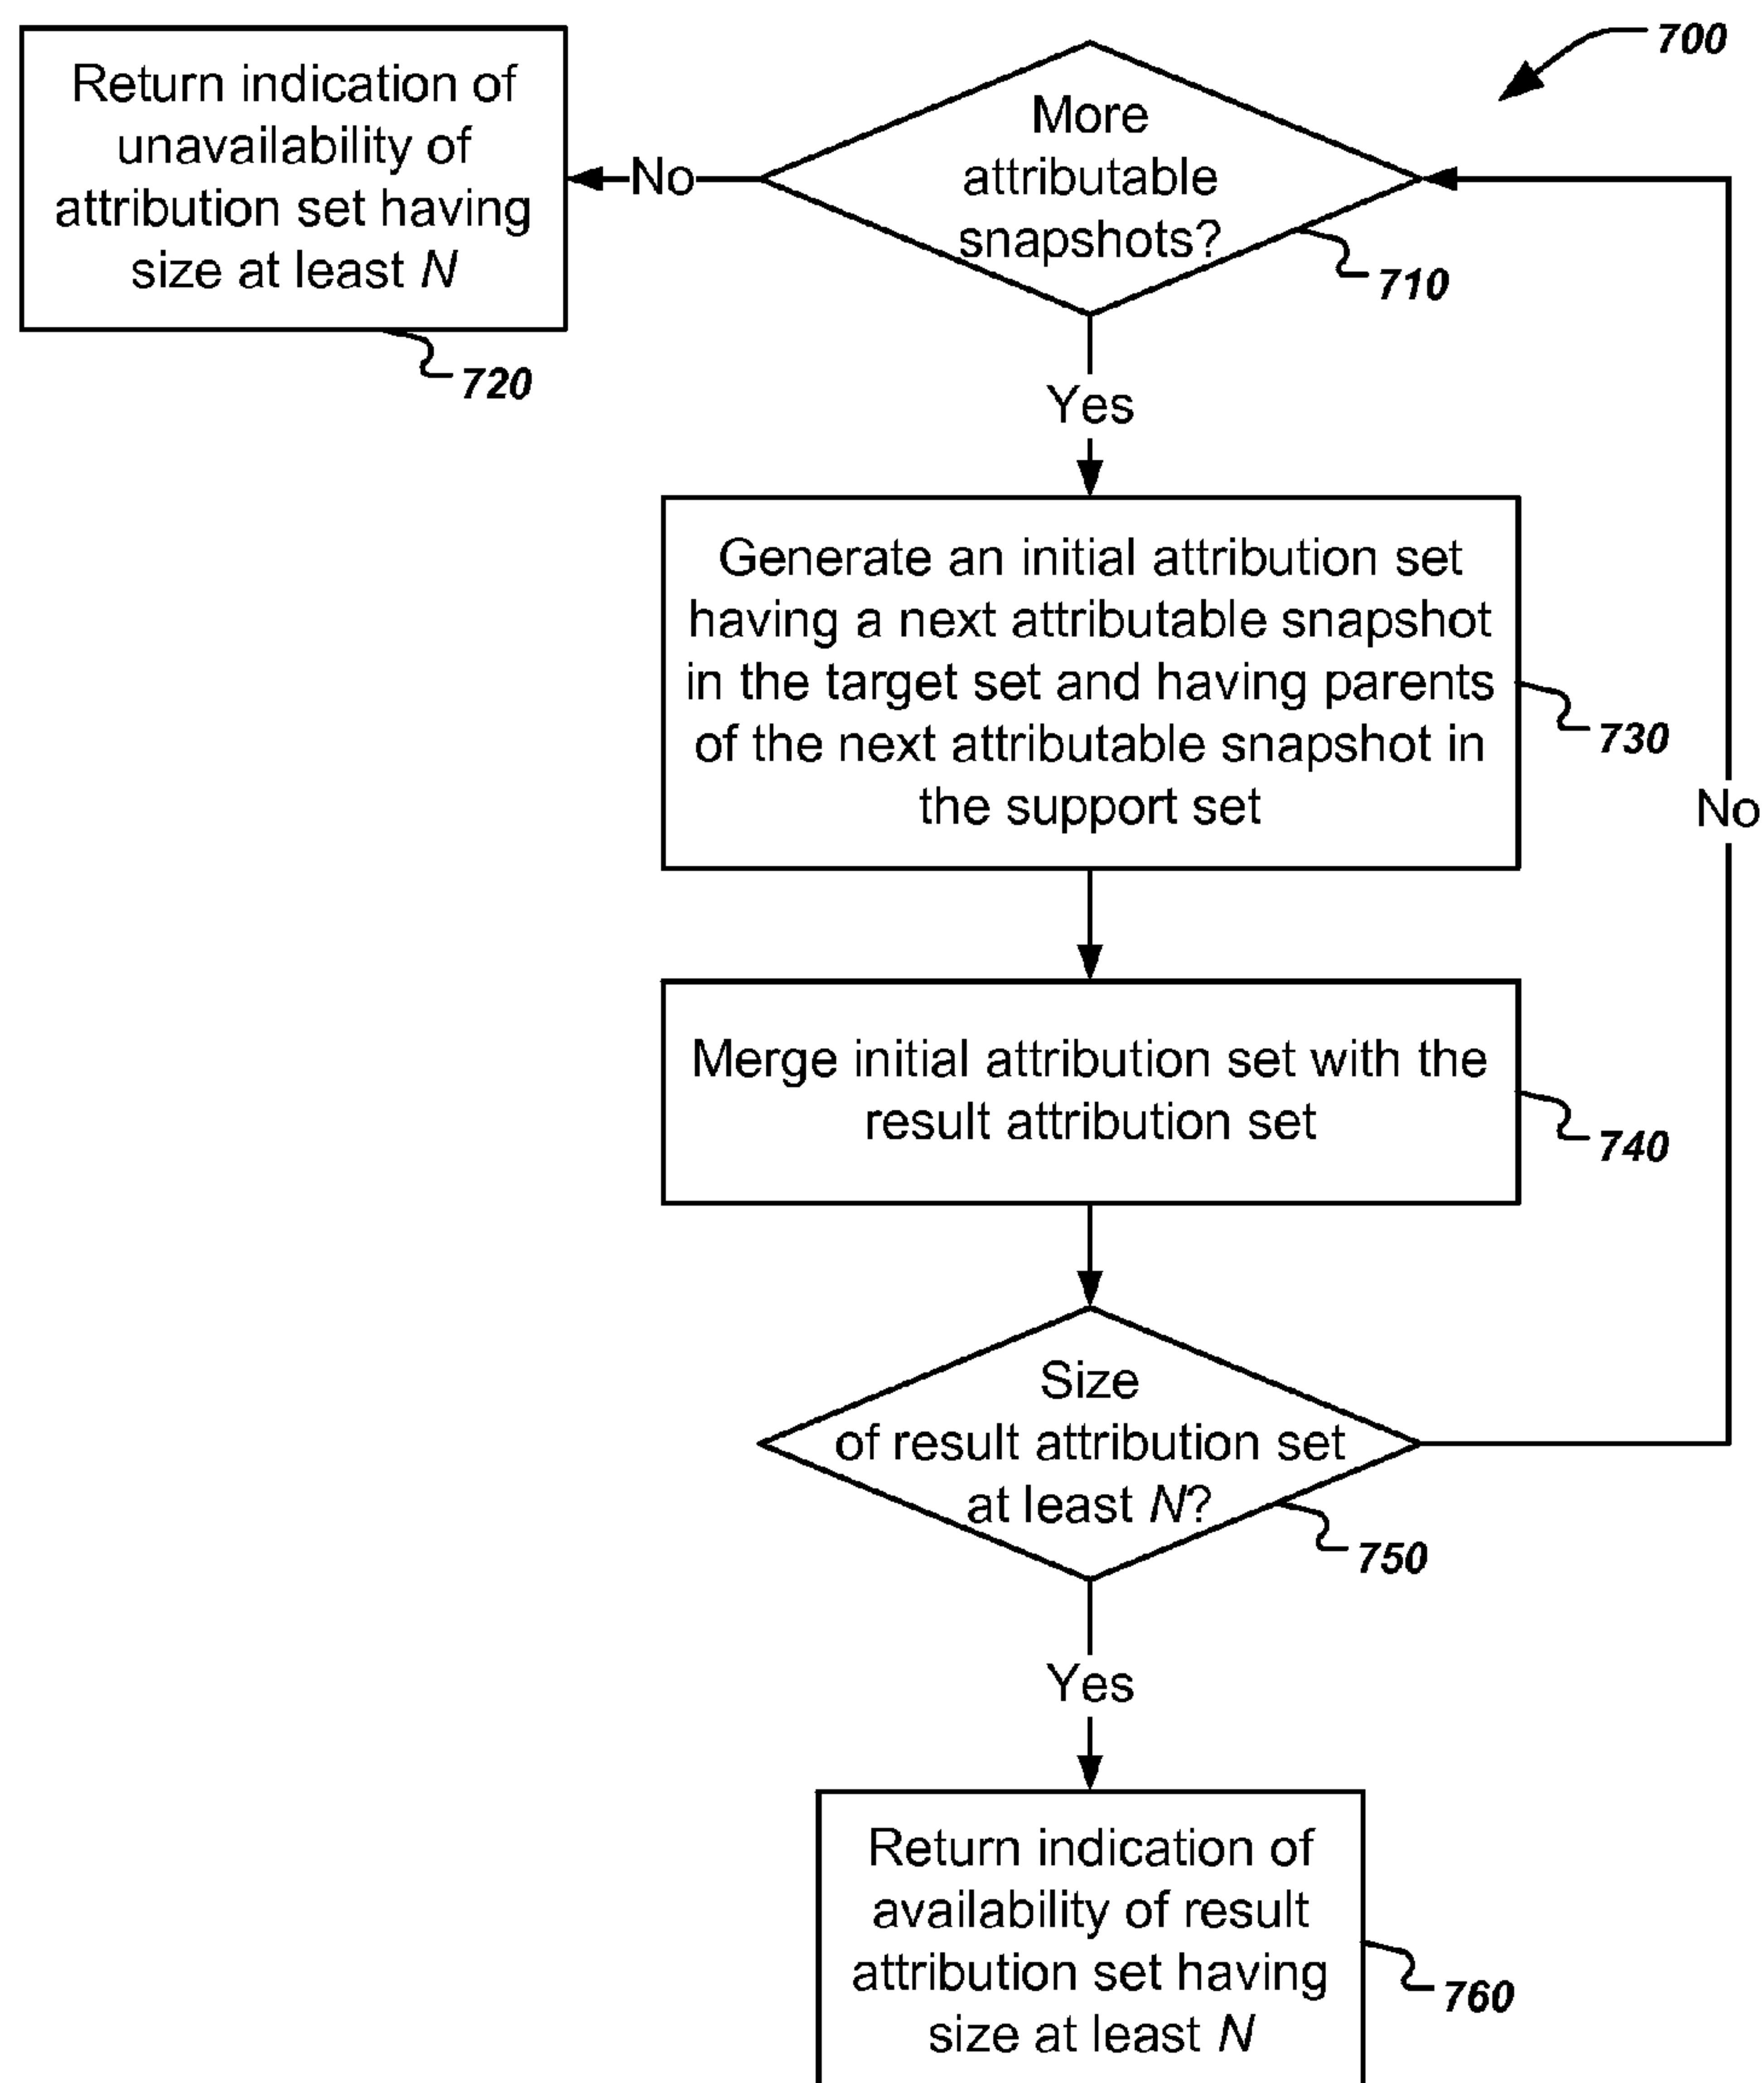 700
More
attributable
snapshots?
710
No
Return indication of
unavailability of
attribution set having
size at least N
720
Yes
Generate an initial attribution set
having a next attributable snapshot
in the target set and having parents
of the next attributable snapshot in
the support set
730
Merge initial attribution set with the
result attribution set
740
Size
of result attribution set
at least N?
750
No
Yes
Return indication of
availability of result
attribution set having
size at least N
760